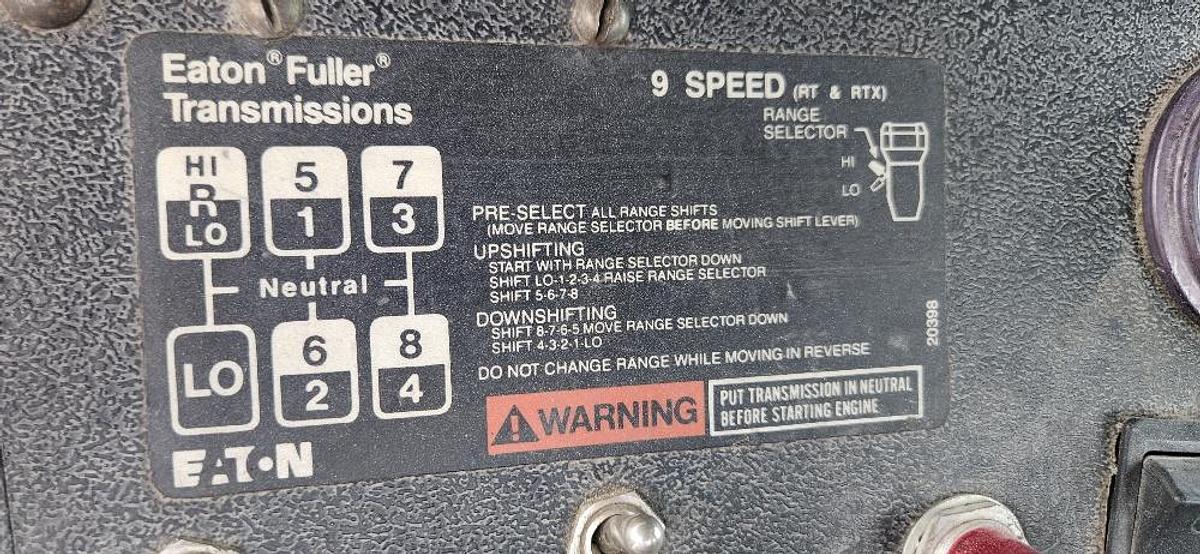 Eaton® Fuller®
Transmissions
9 SPEED (RT & RTX)
RANGE
SELECTOR
HI
LO
HI 5 7
R 1 3
LO
Neutral
LO 6 8
2 4
PRE-SELECT ALL RANGE SHIFTS
(MOVE RANGE SELECTOR BEFORE MOVING SHIFT LEVER)
UPSHIFTING
START WITH RANGE SELECTOR DOWN
SHIFT LO-1-2-3-4 RAISE RANGE SELECTOR
SHIFT 5-6-7-8
DOWNSHIFTING
SHIFT 8-7-6-5 MOVE RANGE SELECTOR DOWN
SHIFT 4-3-2-1-LO
DO NOT CHANGE RANGE WHILE MOVING IN REVERSE
WARNING
PUT TRANSMISSION IN NEUTRAL
BEFORE STARTING ENGINE
EATON
20398